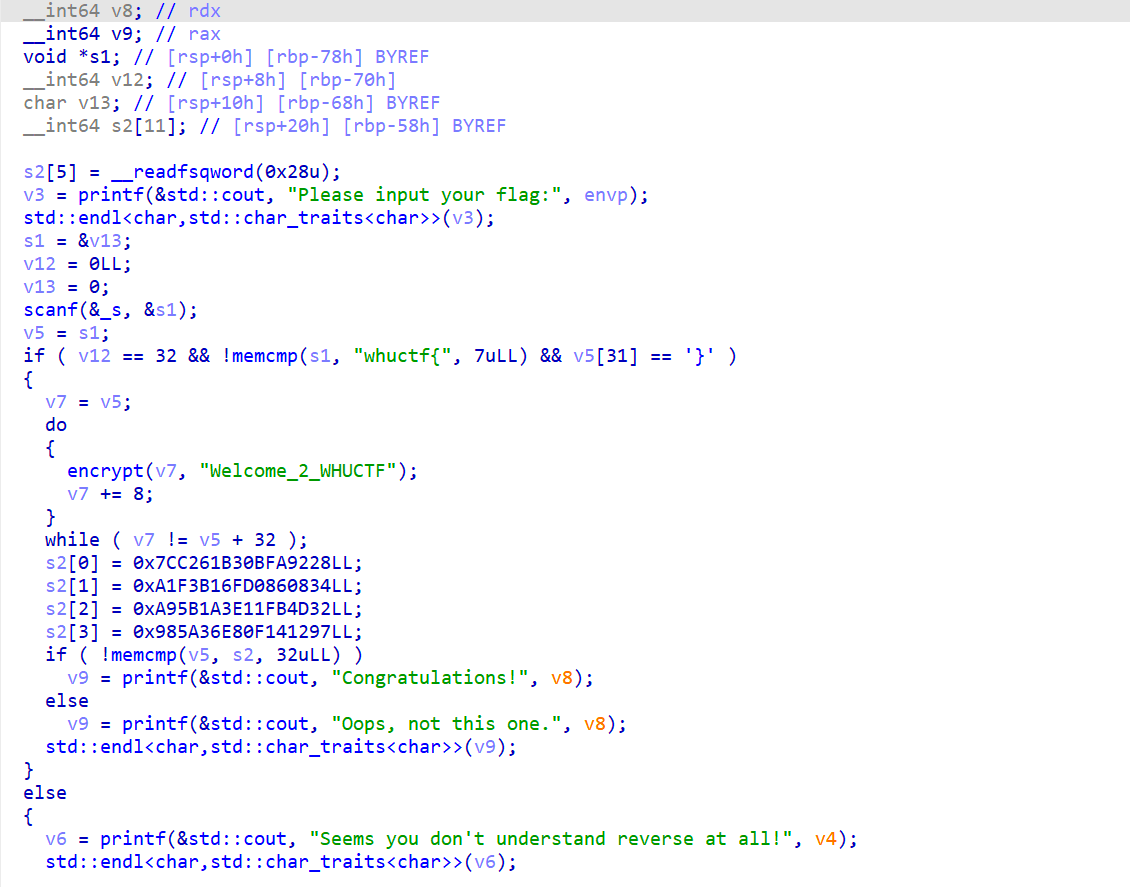 __int64 v8; // rdx
__int64 v9; // rax
void *s1; // [rsp+0h] [rbp-78h] BYREF
__int64 v12; // [rsp+8h] [rbp-70h]
char v13; // [rsp+10h] [rbp-68h] BYREF
__int64 s2[11]; // [rsp+20h] [rbp-58h] BYREF
s2[5] = __readfsqword(0x28u);
v3 = printf(&std::cout, "Please input your flag:", envp);
std::endl<char,std::char_traits<char>>(v3);
s1 = &v13;
v12 = 0LL;
v13 = 0;
scanf(&_s, &s1);
v5 = s1;
if ( v12 == 32 && !memcmp(s1, "whuctf{", 7uLL) && v5[31] == '}' )
{
v7 = v5;
do
{
encrypt(v7, "Welcome_2_WHUCTF");
v7 += 8;
}
while ( v7 != v5 + 32 );
s2[0] = 0x7CC261B30BFA9228LL;
s2[1] = 0xA1F3B16FD0860834LL;
s2[2] = 0xA95B1A3E11FB4D32LL;
s2[3] = 0x985A36E80F141297LL;
if ( !memcmp(v5, s2, 32uLL) )
v9 = printf(&std::cout, "Congratulations!", v8);
else
v9 = printf(&std::cout, "Oops, not this one.", v8);
std::endl<char,std::char_traits<char>>(v9);
}
else
{
v6 = printf(&std::cout, "Seems you don't understand reverse at all!", v4);
std::endl<char,std::char_traits<char>>(v6);